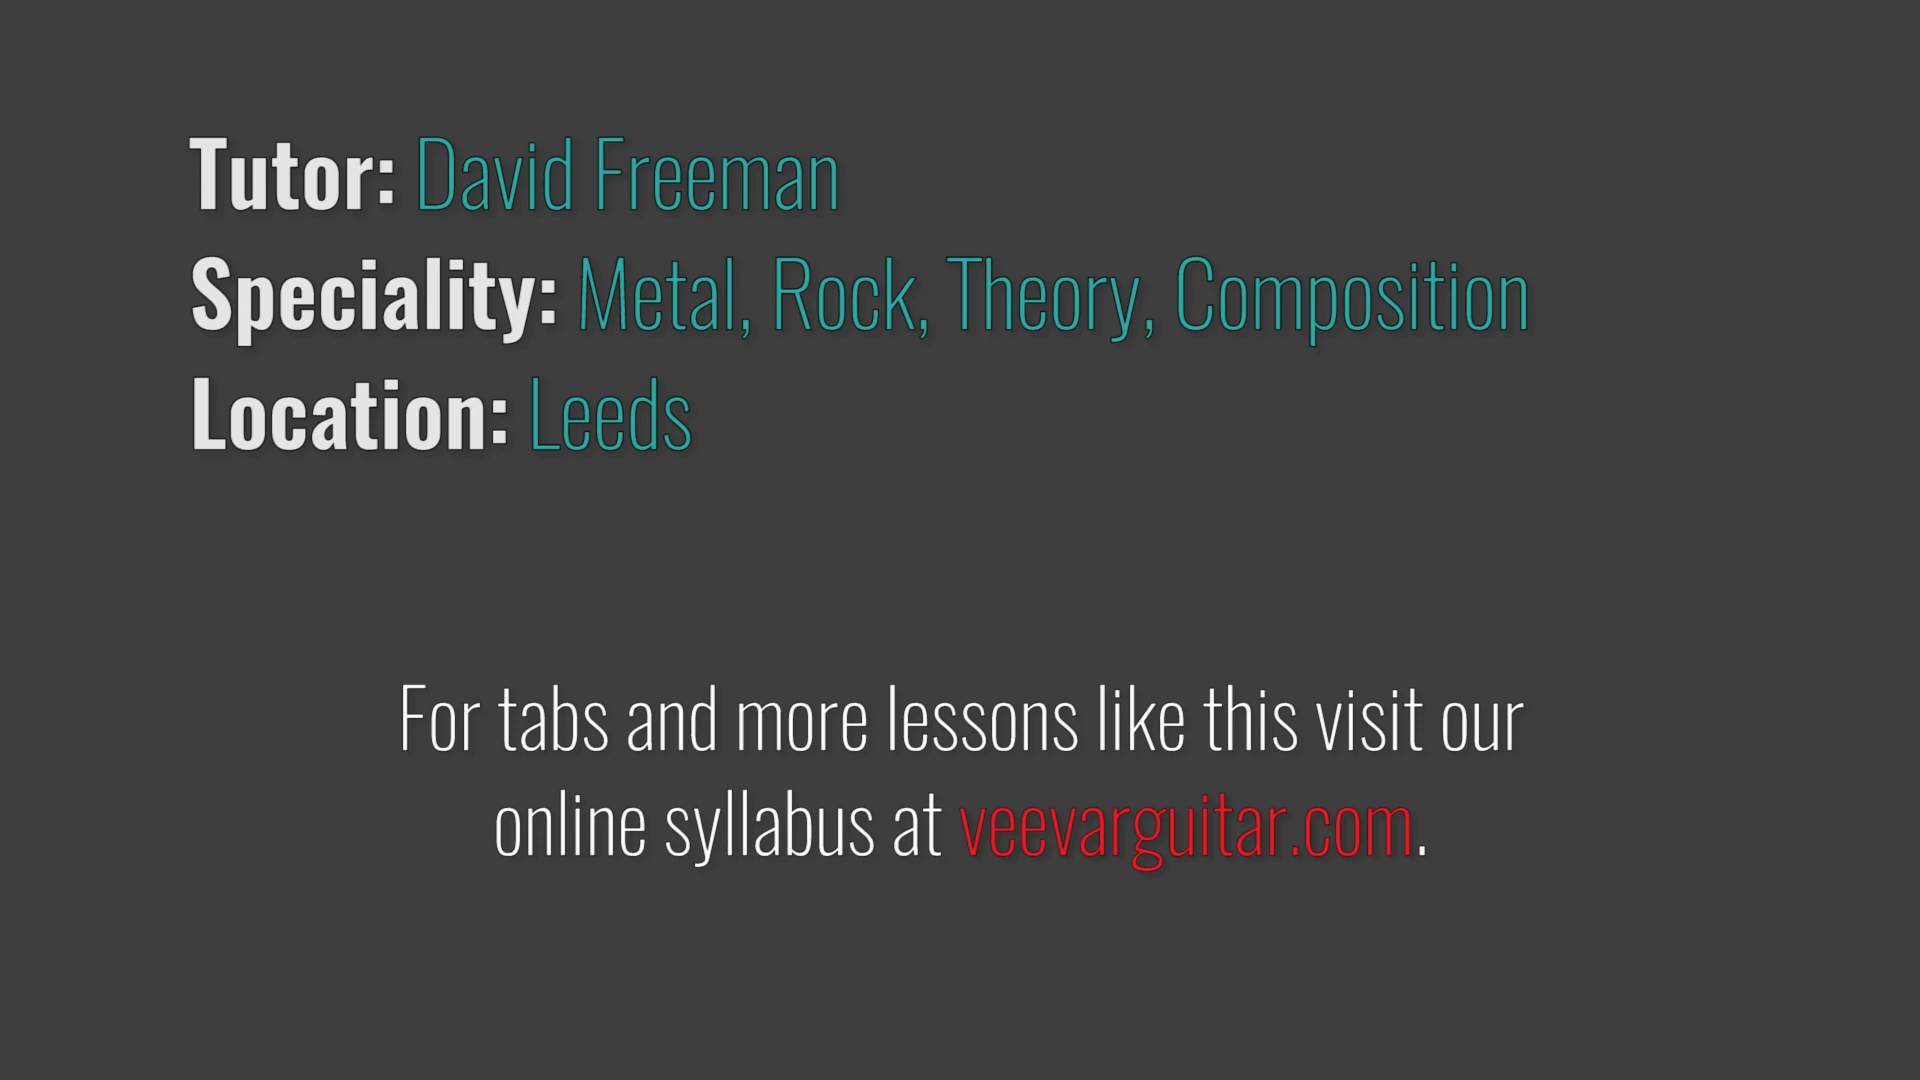 Tutor: David Freeman
Speciality: Metal, Rock, Theory, Composition
Location: Leeds
For tabs and more lessons like this visit our
online syllabus at veevarguitar.com.